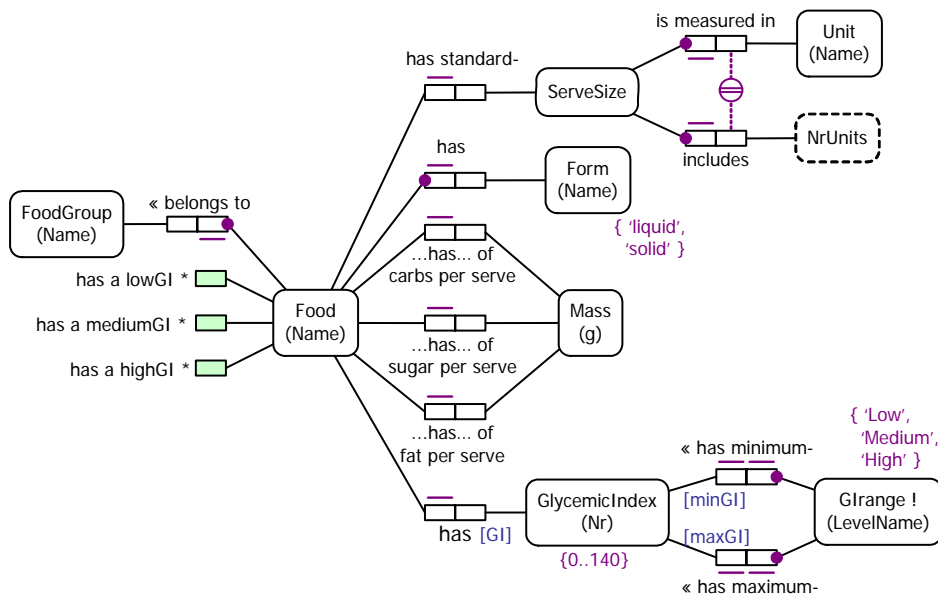 is measured in
Unit
(Name)
has standard-
ServeSize
NrUnits
includes
has
Form
(Name)
{ ‘liquid’,
‘solid’ }
« belongs to
FoodGroup
(Name)
...has... of
carbs per serve
has a lowGI *
has a mediumGI *
has a highGI *
Food
(Name)
Mass
(g)
...has... of
sugar per serve
...has... of
fat per serve
{ ‘Low’,
‘Medium’,
‘High’ }
« has minimum-
[minGI]
GlycemicIndex
(Nr)
GIrange !
(LevelName)
has [GI]
[maxGI]
{0..140}
« has maximum-